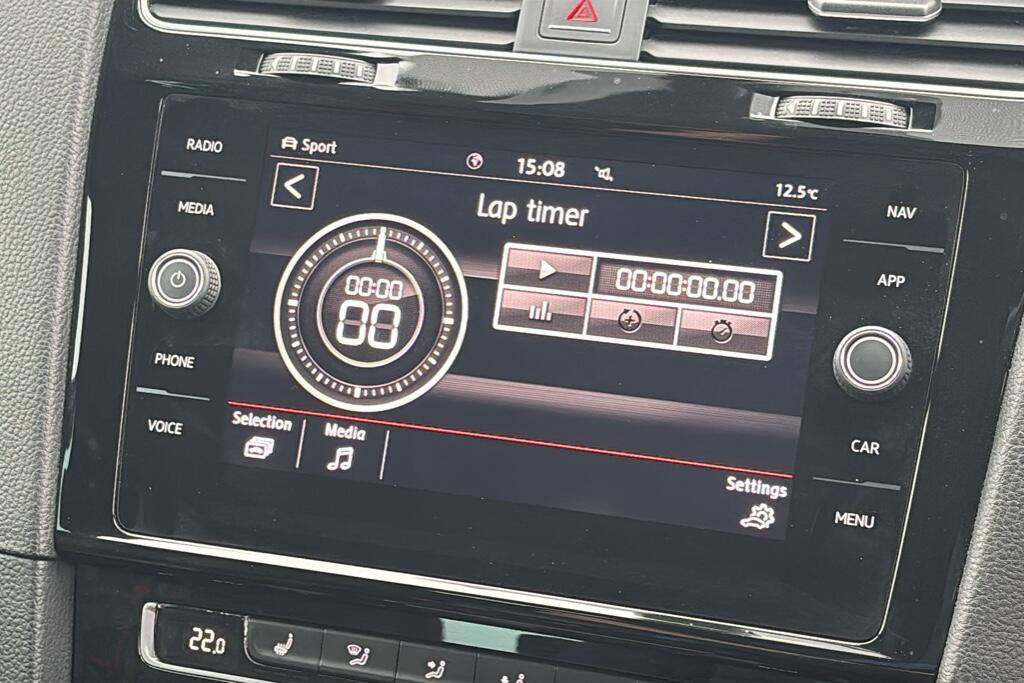 RADIO
MEDIA
PHONE
VOICE
Sport
15:08
12.5°C
<
Lap timer
>
00:00
00
00:00:00.00
Selection
Media
Settings
NAV
APP
CAR
MENU
22.0